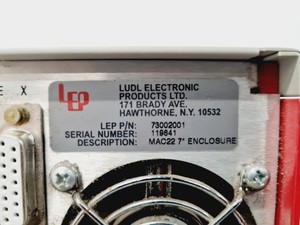 LEP
LUDL ELECTRONIC
PRODUCTS LTD.
171 BRADY AVE.
HAWTHORNE, N.Y. 10532
LEP P/N: 73002001
SERIAL NUMBER: 119841
DESCRIPTION: MAC22 7" ENCLOSURE
E X